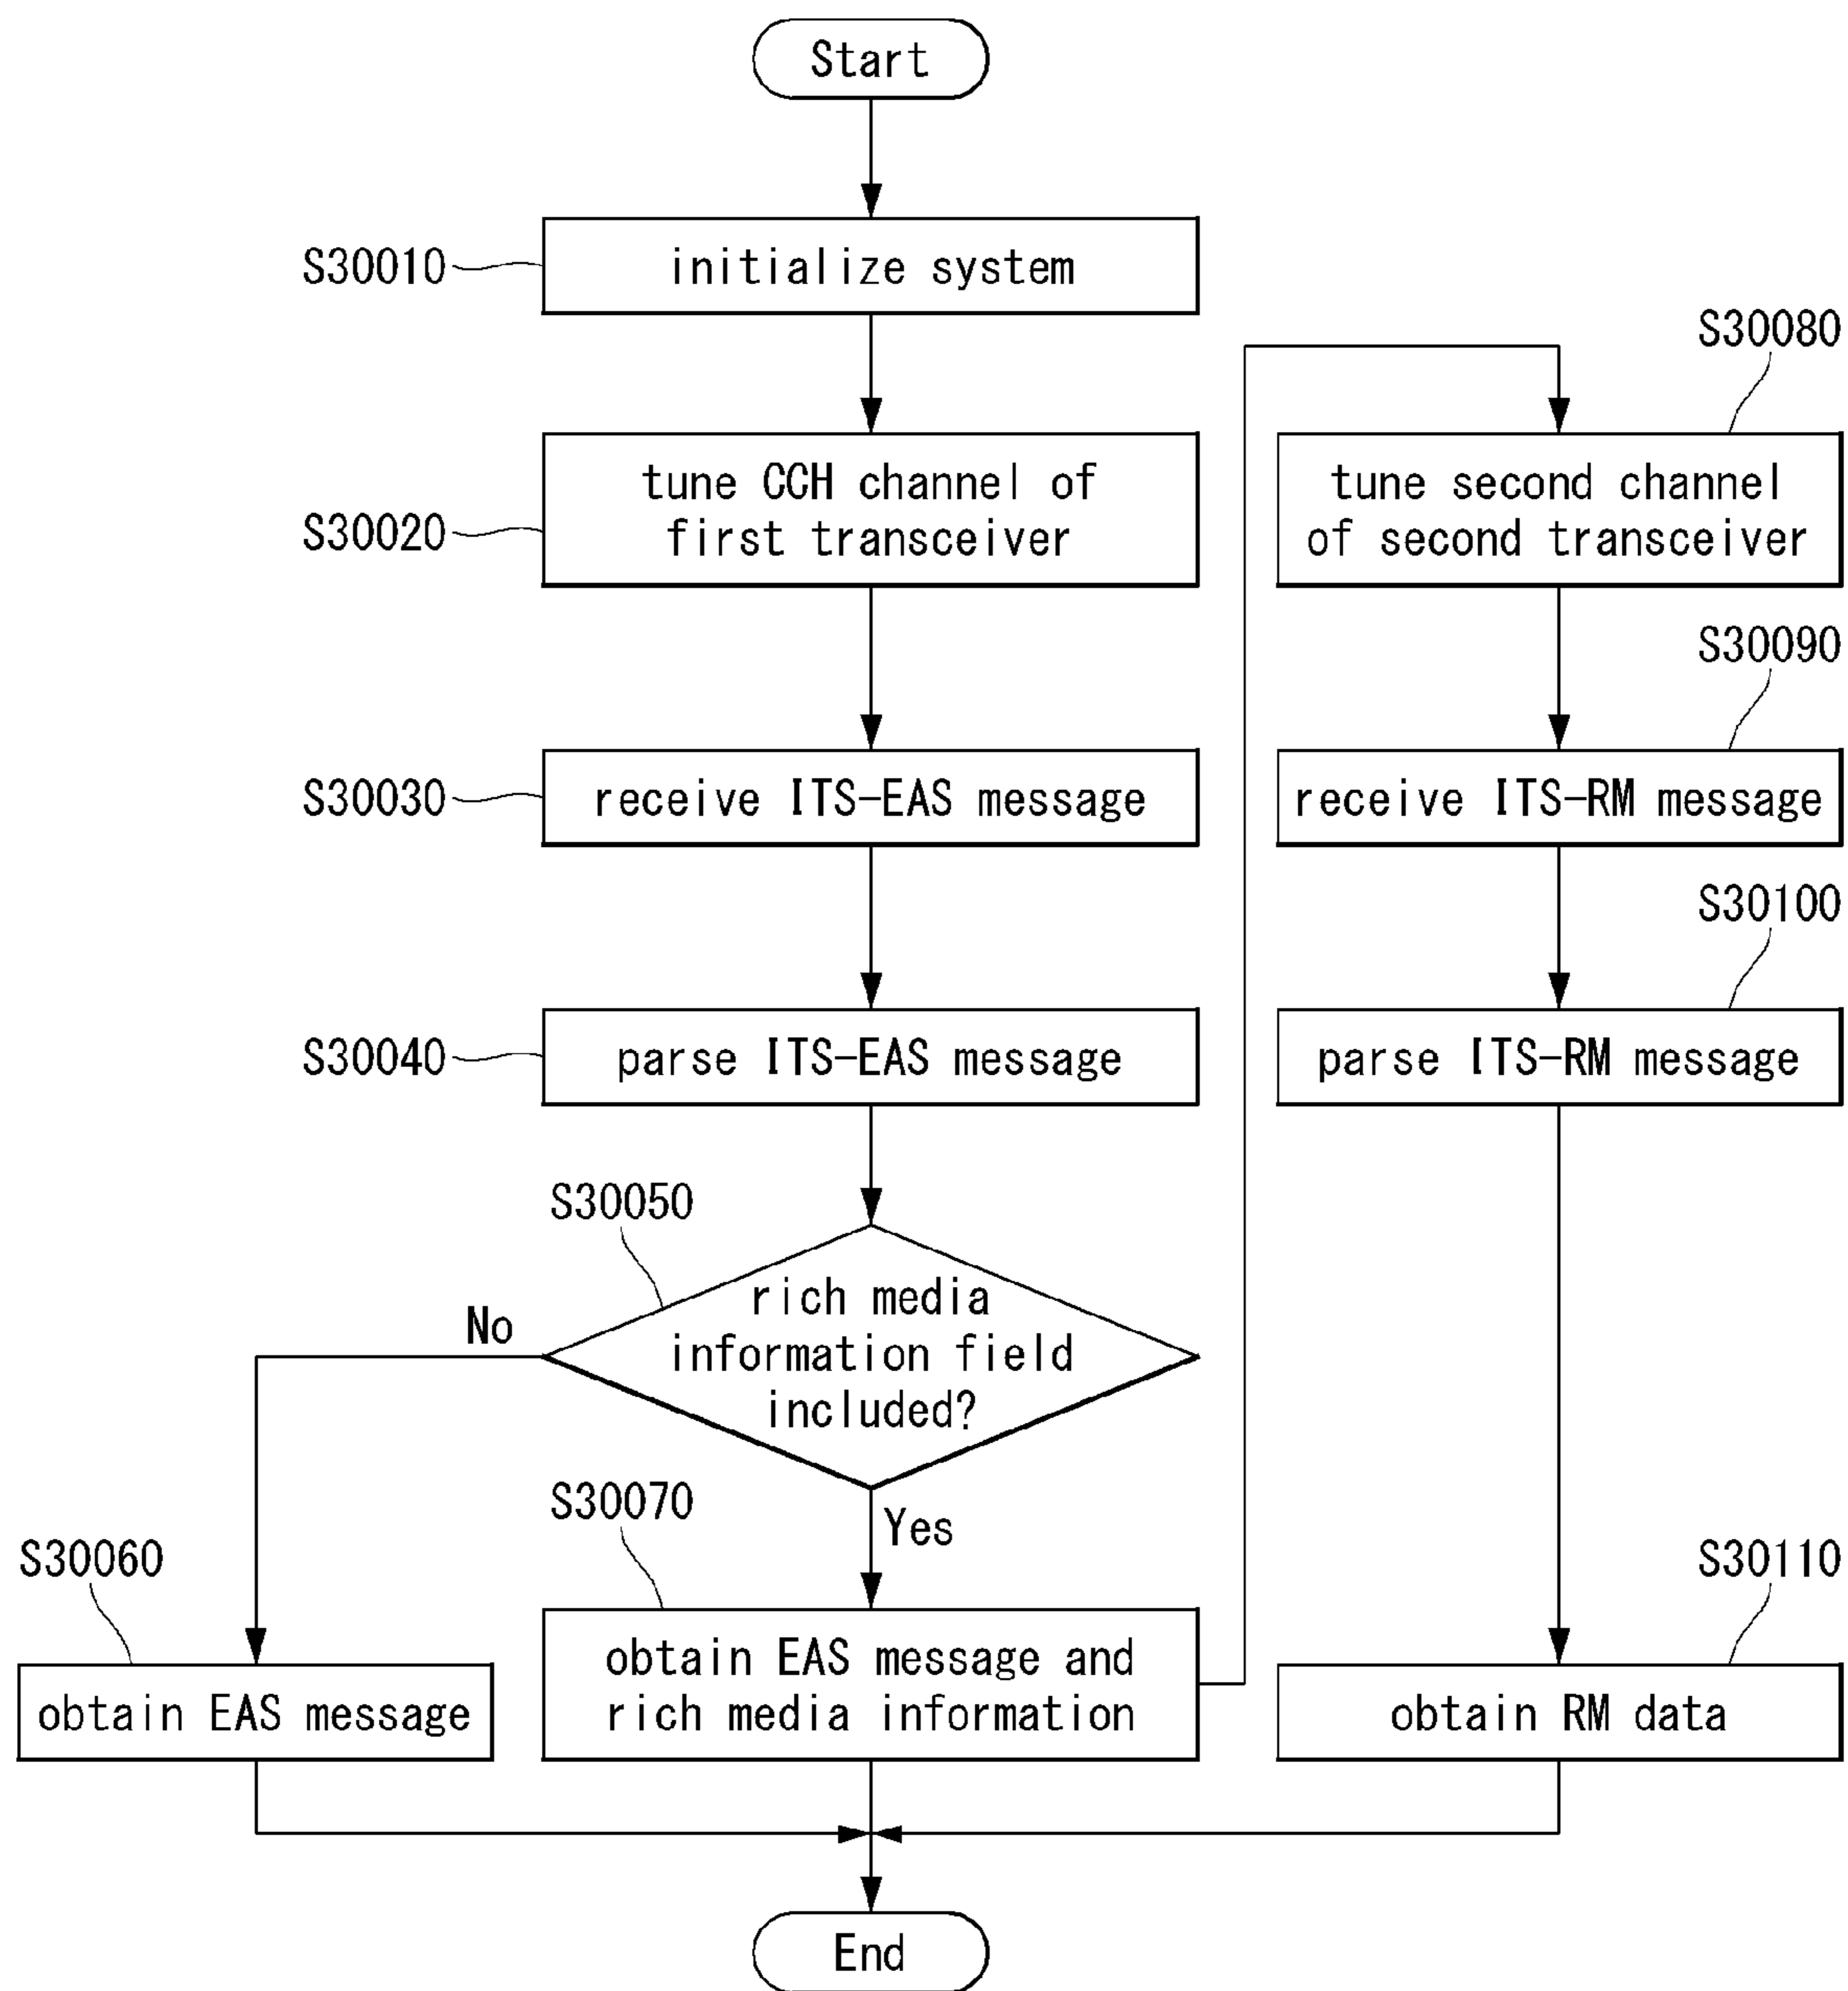 Start
S30010
initialize system
S30020
tune CCH channel of
first transceiver
S30030
receive ITS-EAS message
S30040
parse ITS-EAS message
S30050
rich media
information field
included?
No
Yes
S30060
obtain EAS message
S30070
obtain EAS message and
rich media information
S30080
tune second channel
of second transceiver
S30090
receive ITS-RM message
S30100
parse ITS-RM message
S30110
obtain RM data
End